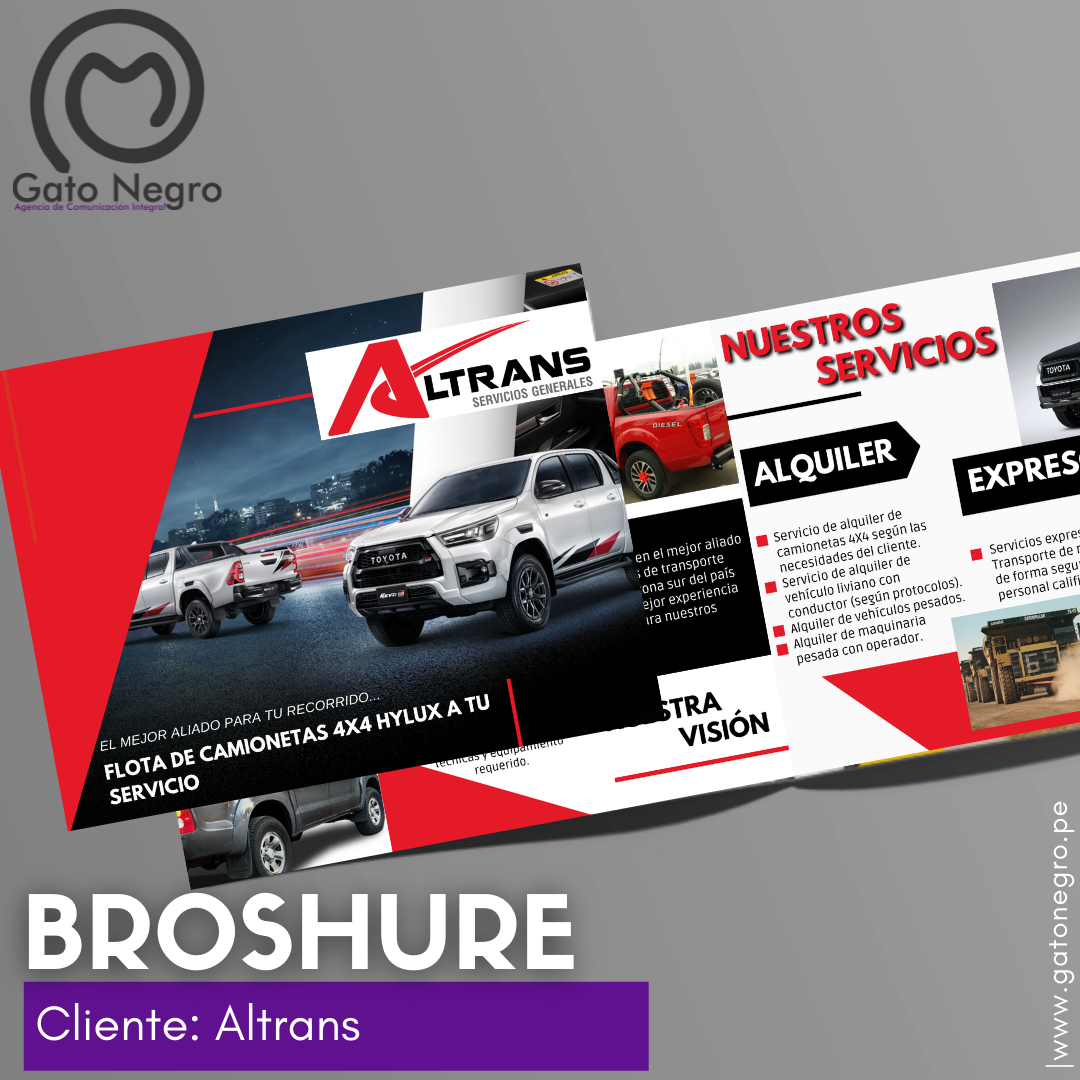 Gato Negro
Agencia de Comunicación Integral
ALTRANS
SERVICIOS GENERALES
DIESEL
TOYOTA
EL MEJOR ALIADO PARA TU RECORRIDO...
FLOTA DE CAMIONETAS 4X4 HYLUX A TU
SERVICIO
en el mejor aliado
de transporte
ona sur del país
ejor experiencia
ara nuestros
técnicas y equipamiento
requerido.
STRA
VISIÓN
NUESTROS
SERVICIOS
ALQUILER
Servicio de alquiler de
camionetas 4X4 según las
necesidades del cliente.
Servicio de alquiler de
vehículo liviano con
conductor (según protocolos).
Alquiler de vehículos pesados.
Alquiler de maquinaria
pesada con operador.
TOYOTA
EXPRES
Servicios expres
Transporte de
de forma segu
personal calif
BROSHURE
Cliente: Altrans
|www.gatonegro.pe